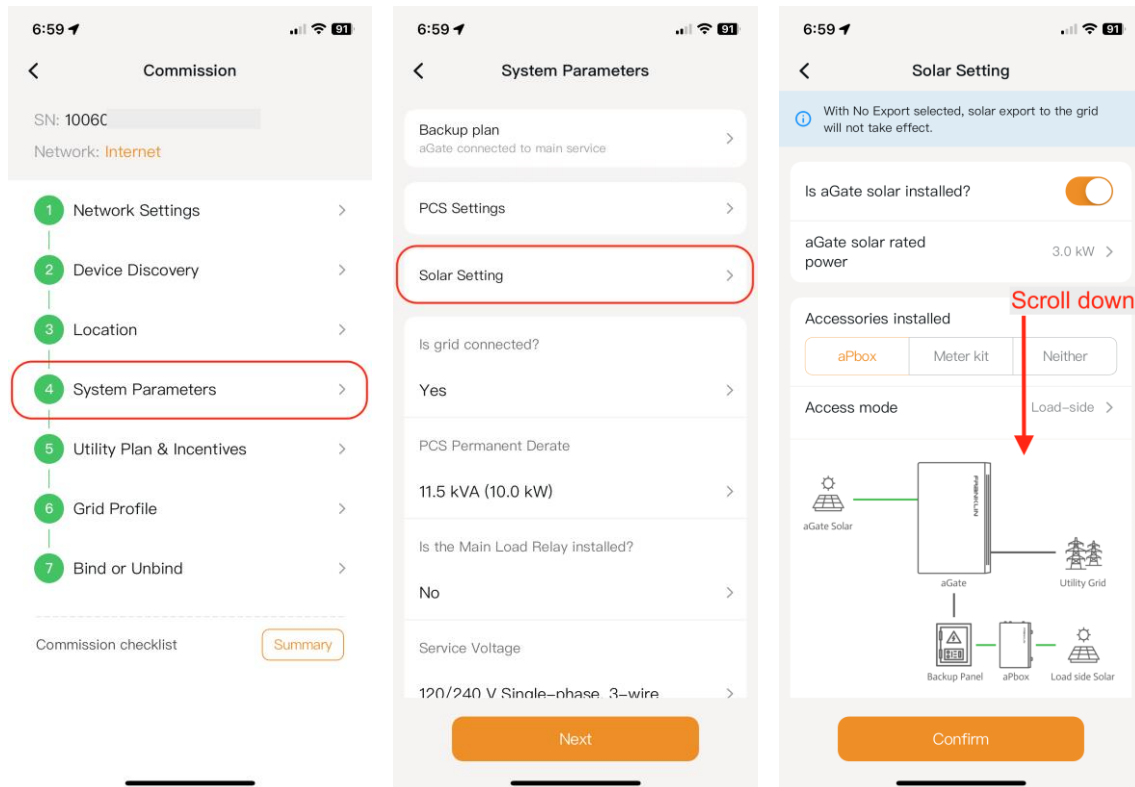 6:59
91
Commission
SN: 1006C
Network: Internet
1 Network Settings
2 Device Discovery
3 Location
4 System Parameters
5 Utility Plan & Incentives
6 Grid Profile
7 Bind or Unbind
Commission checklist
Summary
6:59
91
System Parameters
Backup plan
aGate connected to main service
PCS Settings
Solar Setting
Is grid connected?
Yes
PCS Permanent Derate
11.5 kVA (10.0 kW)
Is the Main Load Relay installed?
No
Service Voltage
120/240 V Single-phase, 3-wire
Next
6:59
91
Solar Setting
With No Export selected, solar export to the grid
will not take effect.
Is aGate solar installed?
aGate solar rated
power
3.0 kW
Scroll down
Accessories installed
aPbox
Meter kit
Neither
Access mode
Load-side
FRANKLIN
aGate Solar
aGate
Utility Grid
Backup Panel
aPbox
Load side Solar
Confirm